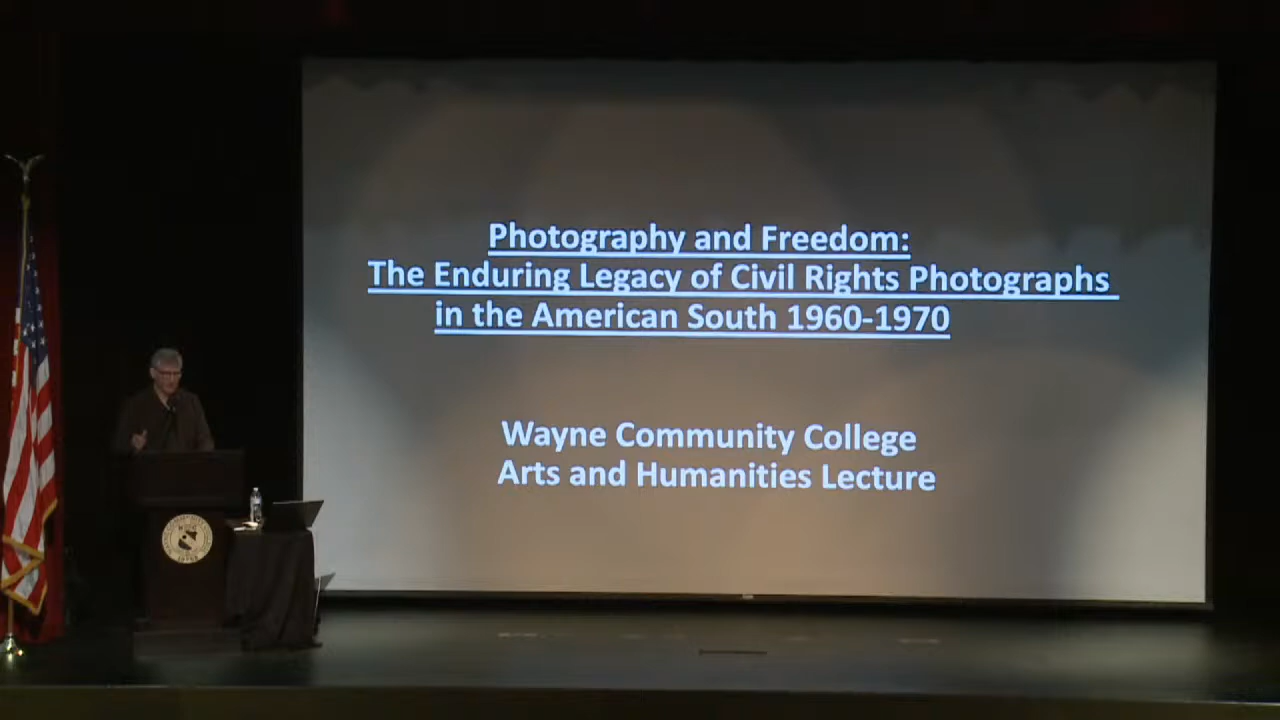 Photography and Freedom:
The Enduring Legacy of Civil Rights Photographs
in the American South 1960-1970
Wayne Community College
Arts and Humanities Lecture